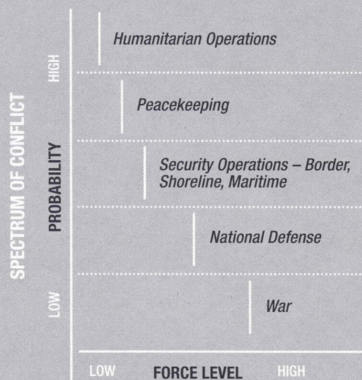 SPECTRUM OF CONFLICT
PROBABILITY
HIGH
LOW
Humanitarian Operations
Peacekeeping
Security Operations – Border,
Shoreline, Maritime
National Defense
War
LOW FORCE LEVEL HIGH